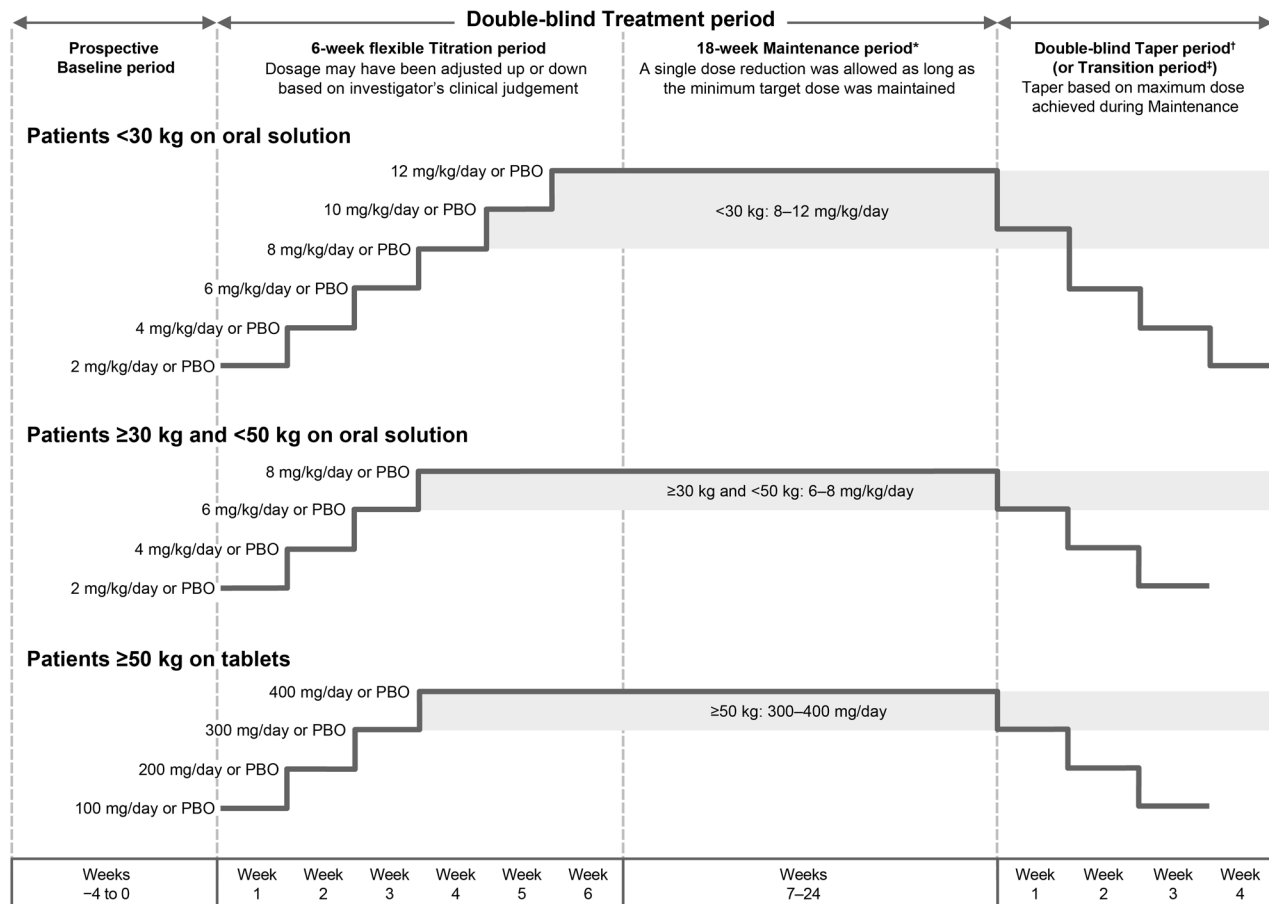 Double-blind Treatment period
Prospective
Baseline period
6-week flexible Titration period
Dosage may have been adjusted up or down
based on investigator’s clinical judgement
18-week Maintenance period*
A single dose reduction was allowed as long as
the minimum target dose was maintained
Double-blind Taper period†
(or Transition period‡)
Taper based on maximum dose
achieved during Maintenance
Patients <30 kg on oral solution
12 mg/kg/day or PBO
10 mg/kg/day or PBO
<30 kg: 8–12 mg/kg/day
8 mg/kg/day or PBO
6 mg/kg/day or PBO
4 mg/kg/day or PBO
2 mg/kg/day or PBO
Patients ≥30 kg and <50 kg on oral solution
8 mg/kg/day or PBO
≥30 kg and <50 kg: 6–8 mg/kg/day
6 mg/kg/day or PBO
4 mg/kg/day or PBO
2 mg/kg/day or PBO
Patients ≥50 kg on tablets
400 mg/day or PBO
≥50 kg: 300–400 mg/day
300 mg/day or PBO
200 mg/day or PBO
100 mg/day or PBO
Weeks
−4 to 0
Week
1
Week
2
Week
3
Week
4
Week
5
Week
6
Weeks
7–24
Week
1
Week
2
Week
3
Week
4